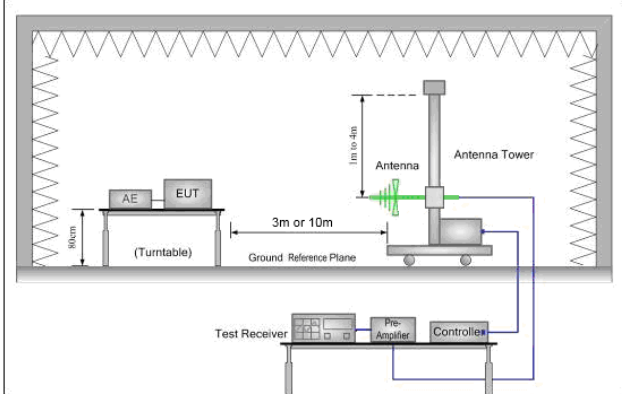 1m to 4m
Antenna
Antenna Tower
AE
EUT
3m or 10m
80cm
(Turntable)
Ground Reference Plane
Test Receiver
Pre-
Amplifier
Controlle